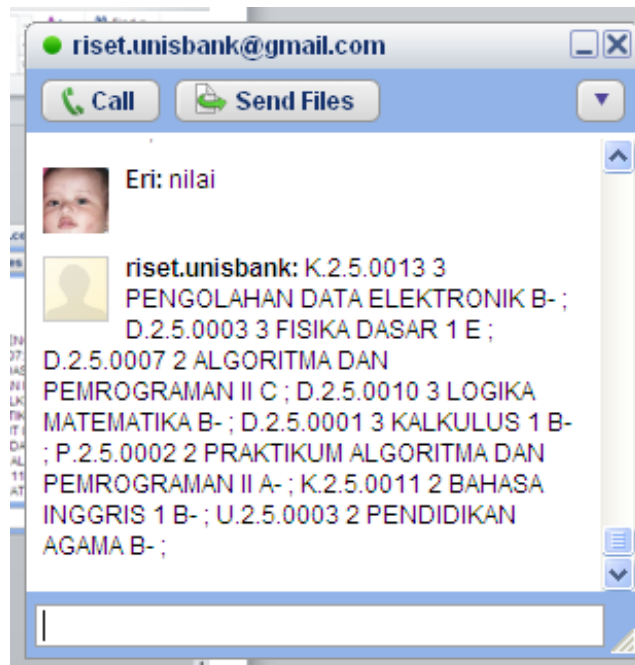 riset.unisbank@gmail.com
Call Send Files
Eri: nilai
riset.unisbank: K.2.5.0013 3
PENGOLAHAN DATA ELEKTRONIK B- ;
D.2.5.0003 3 FISIKA DASAR 1 E ;
D.2.5.0007 2 ALGORITMA DAN
PEMROGRAMAN II C ; D.2.5.0010 3 LOGIKA
MATEMATIKA B- ; D.2.5.0001 3 KALKULUS 1 B-
; P.2.5.0002 2 PRAKTIKUM ALGORITMA DAN
PEMROGRAMAN II A- ; K.2.5.0011 2 BAHASA
INGGRIS 1 B- ; U.2.5.0003 2 PENDIDIKAN
AGAMA B- ;